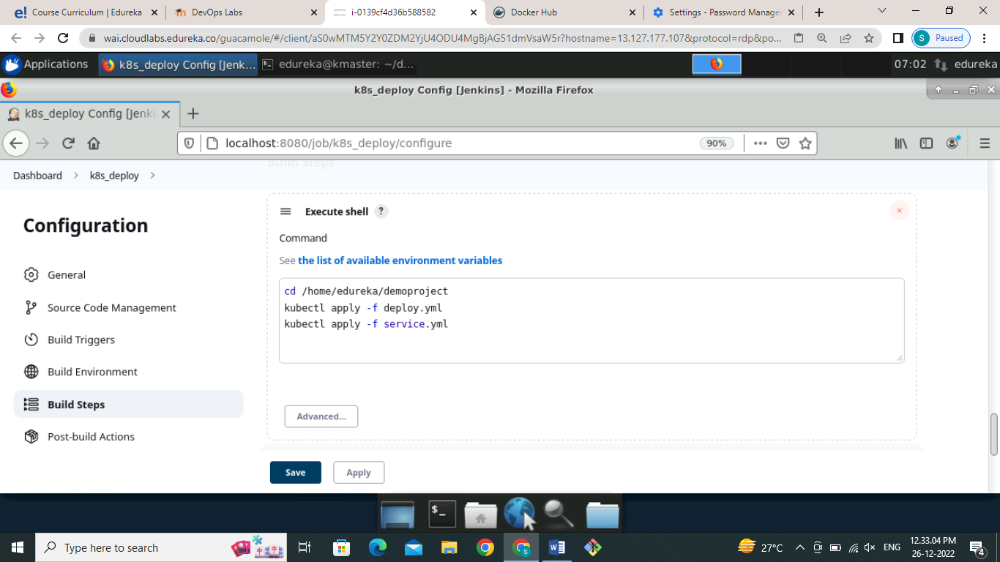 Course Curriculum | Edureka
DevOps Labs
i-0139cf4d36b588582
Docker Hub
Settings - Password Manage
wai.cloudlabs.edureka.co/guacamole/#/client/aS0wMTM5Y2Y0ZDM2YjU4ODU4MgBjAG51dmVsaW5r?hostname=13.127.177.107&protocol=rdp&po...
S
Paused
Applications
k8s_deploy Config [Jenk...
edureka@kmaster: ~/d...
07:02
edureka
k8s_deploy Config [Jenkins] - Mozilla Firefox
k8s_deploy Config [Jenki
localhost:8080/job/k8s_deploy/configure
90%
Build Steps
Dashboard
k8s_deploy
Configuration
General
Source Code Management
Build Triggers
Build Environment
Build Steps
Post-build Actions
Execute shell ?
Command
See the list of available environment variables
cd /home/edureka/demoproject
kubectl apply -f deploy.yml
kubectl apply -f service.yml
Advanced...
Save
Apply
Type here to search
27°C
ENG
12.33.04 PM
26-12-2022
4